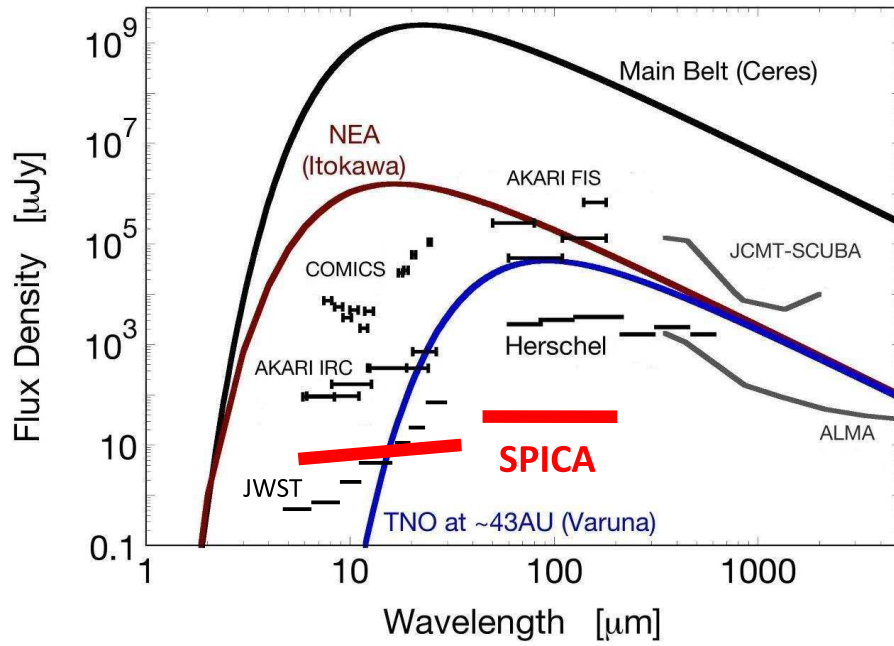 10⁹
Main Belt (Ceres)
NEA
(Itokawa)
10⁷
AKARI FIS
10⁵
JCMT-SCUBA
COMICS
10³
Herschel
AKARI IRC
ALMA
10
SPICA
JWST
TNO at ~43AU (Varuna)
0.1
1
10
100
1000
Wavelength [μm]
Flux Density [μJy]